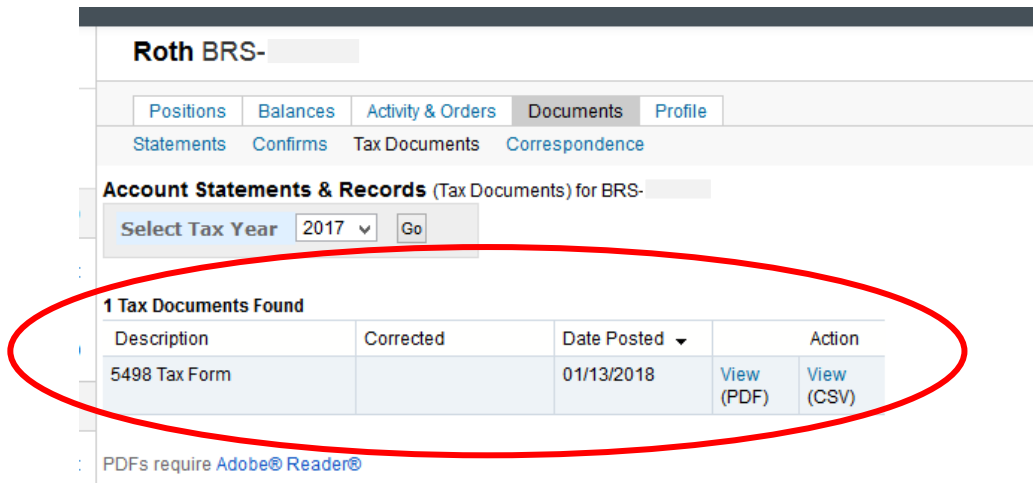 Roth BRS-
Positions Balances Activity & Orders Documents Profile
Statements Confirms Tax Documents Correspondence
Account Statements & Records (Tax Documents) for BRS-
Select Tax Year 2017 Go
1 Tax Documents Found
Description Corrected Date Posted Action
5498 Tax Form 01/13/2018 View View
(PDF) (CSV)
PDFs require Adobe® Reader®